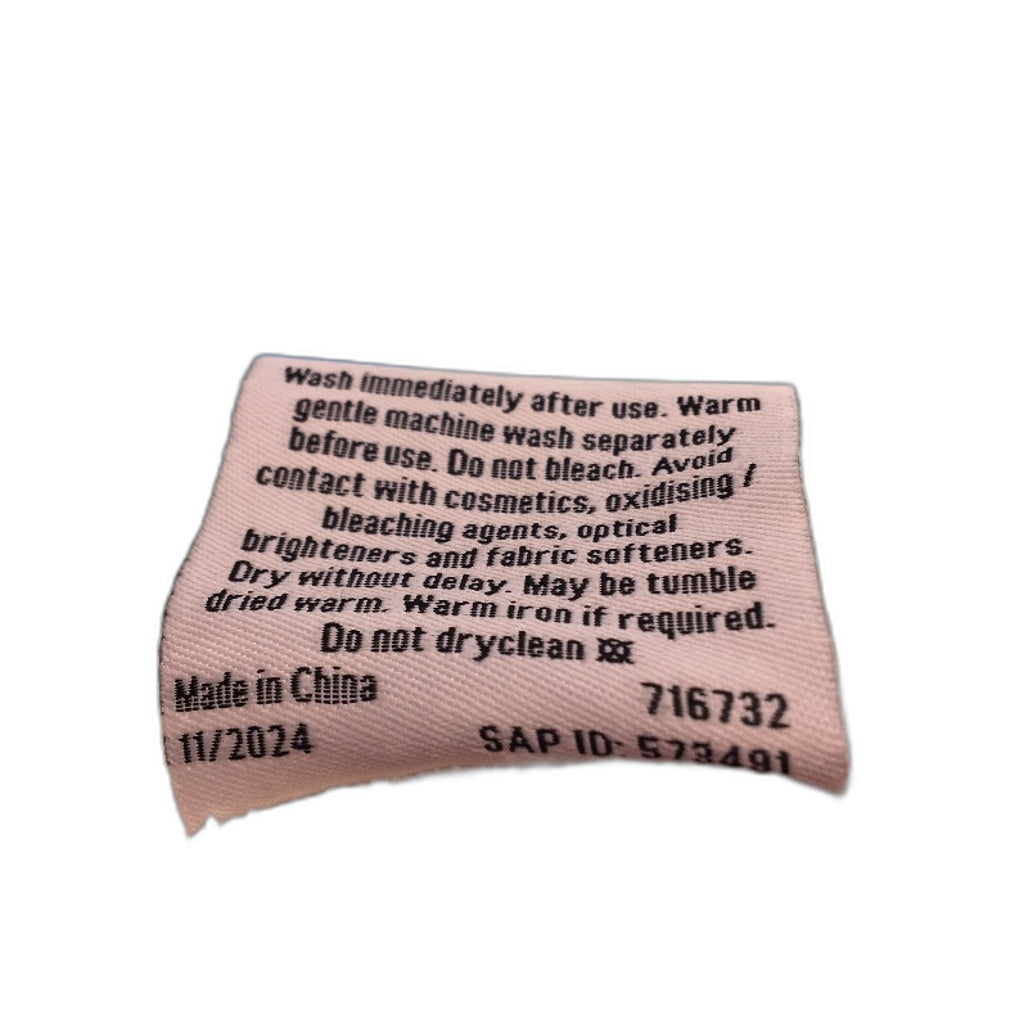 Wash immediately after use. Warm
gentle machine wash separately
before use. Do not bleach. Avoid
contact with cosmetics, oxidising /
bleaching agents, optical
brighteners and fabric softeners.
Dry without delay. May be tumble
dried warm. Warm iron if required.
Do not dryclean
Made in China 716732
11/2024 SAP ID: 573491